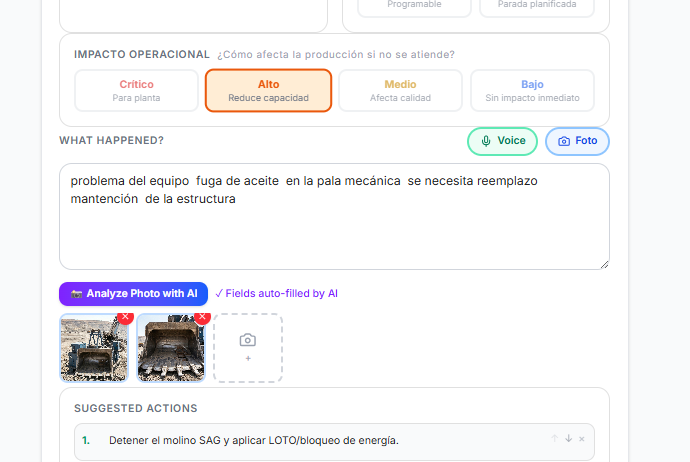 Programable
Parada planificada
IMPACTO OPERACIONAL ¿Cómo afecta la producción si no se atiende?
Crítico
Para planta
Alto
Reduce capacidad
Medio
Afecta calidad
Bajo
Sin impacto inmediato
WHAT HAPPENED?
Voice
Foto
problema del equipo  fuga de aceite  en la pala mecánica  se necesita reemplazo
mantención  de la estructura
Analyze Photo with AI
✓ Fields auto-filled by AI
+
SUGGESTED ACTIONS
1. Detener el molino SAG y aplicar LOTO/bloqueo de energía.